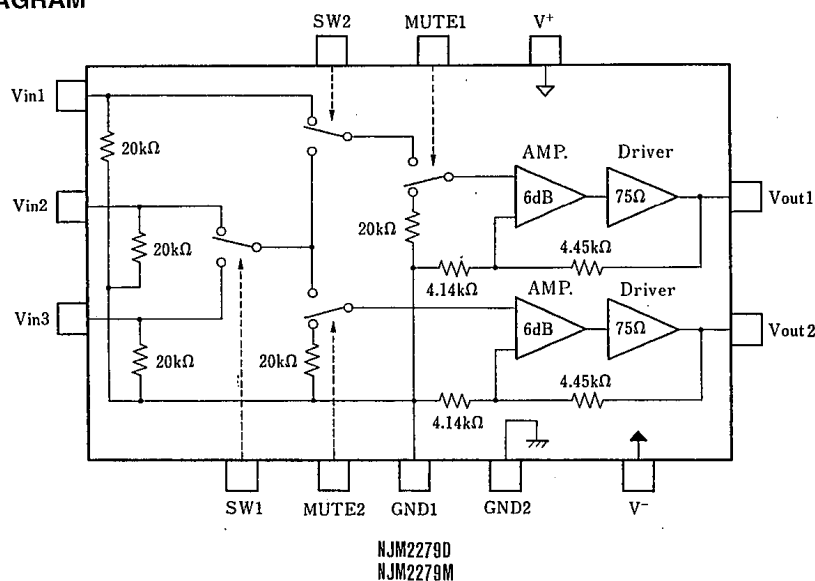 AGRAM
SW2 MUTE1 V+
Vin1
20kΩ
AMP. Driver
6dB 75Ω
Vout1
Vin2
20kΩ
20kΩ
4.14kΩ
4.45kΩ
AMP. Driver
Vin3
6dB 75Ω
Vout2
20kΩ
20kΩ
4.45kΩ
4.14kΩ
SW1 MUTE2 GND1 GND2 V−
NJM2279D
NJM2279M